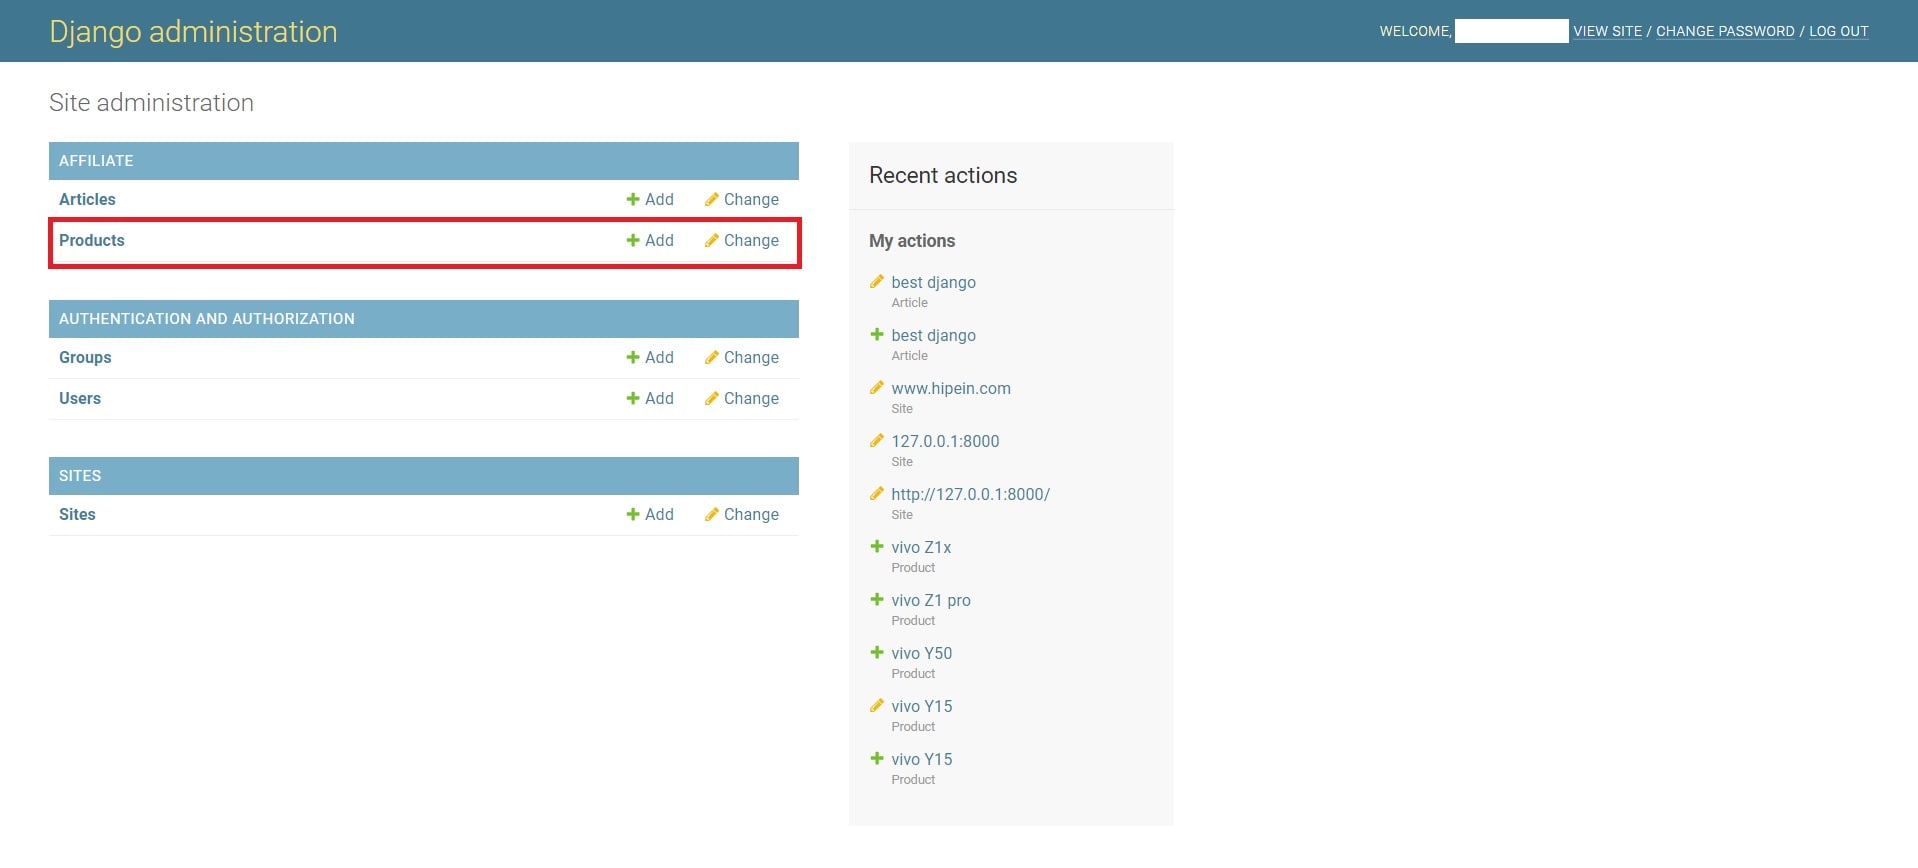 Django administration
WELCOME, VIEW SITE / CHANGE PASSWORD / LOG OUT
Site administration
AFFILIATE
Articles Add Change
Products Add Change
AUTHENTICATION AND AUTHORIZATION
Groups Add Change
Users Add Change
SITES
Sites Add Change
Recent actions
My actions
best django
Article
best django
Article
www.hipein.com
Site
127.0.0.1:8000
Site
http://127.0.0.1:8000/
Site
vivo Z1x
Product
vivo Z1 pro
Product
vivo Y50
Product
vivo Y15
Product
vivo Y15
Product